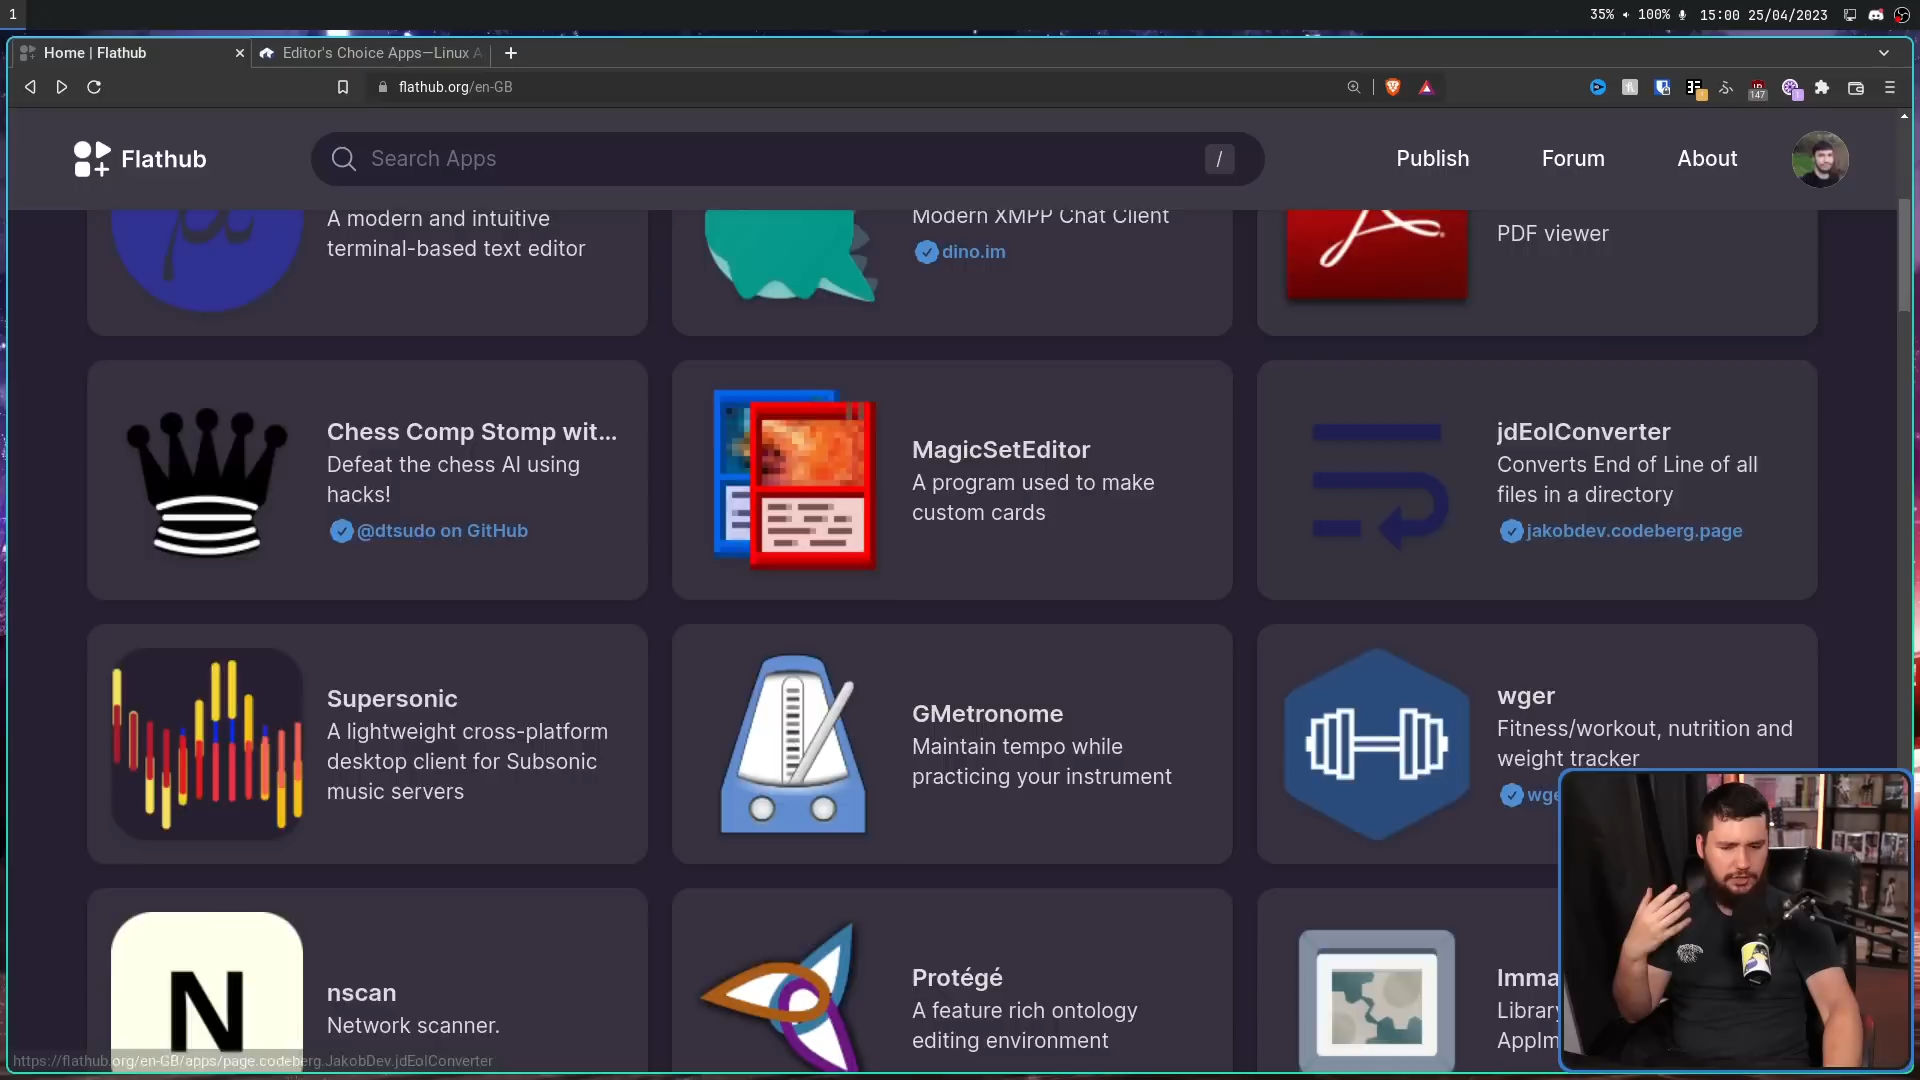 1
35%
100%
15:00 25/04/2023
Home | Flathub
Editor's Choice Apps—Linux A
flathub.org/en-GB
147
1
Flathub
Search Apps
/
Publish
Forum
About
A modern and intuitive
terminal-based text editor
Modern XMPP Chat Client
dino.im
PDF viewer
Chess Comp Stomp wit...
Defeat the chess AI using
hacks!
@dtsudo on GitHub
MagicSetEditor
A program used to make
custom cards
jdEolConverter
Converts End of Line of all
files in a directory
jakobdev.codeberg.page
Supersonic
A lightweight cross-platform
desktop client for Subsonic
music servers
GMetronome
Maintain tempo while
practicing your instrument
wger
Fitness/workout, nutrition and
weight tracker
wge
N
nscan
Network scanner.
Protégé
A feature rich ontology
editing environment
Imma
Library
AppIm
https://flathub.org/en-GB/apps/page.codeberg.JakobDev.jdEolConverter